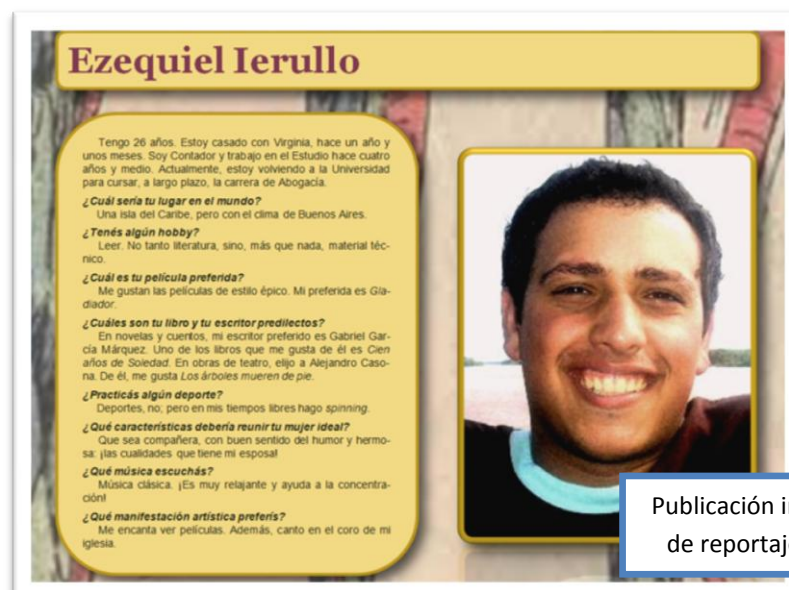 Ezequiel Ierullo
Tengo 26 años. Estoy casado con Virginia, hace un año y
unos meses. Soy Contador y trabajo en el Estudio hace cuatro
años y medio. Actualmente, estoy volviendo a la Universidad
para cursar, a largo plazo, la carrera de Abogacía.
¿Cuál sería tu lugar en el mundo?
Una isla del Caribe, pero con el clima de Buenos Aires.
¿Tenés algún hobby?
Leer. No tanto literatura, sino, más que nada, material téc-
nico.
¿Cuál es tu película preferida?
Me gustan las películas de estilo épico. Mi preferida es Gla-
diador.
¿Cuáles son tu libro y tu escritor predilectos?
En novelas y cuentos, mi escritor preferido es Gabriel Gar-
cía Márquez. Uno de los libros que me gusta de él es Cien
años de Soledad. En obras de teatro, elijo a Alejandro Caso-
na. De él, me gusta Los árboles mueren de pie.
¿Practicás algún deporte?
Deportes, no; pero en mis tiempos libres hago spinning.
¿Qué características debería reunir tu mujer ideal?
Que sea compañera, con buen sentido del humor y hermo-
sa: ¡las cualidades que tiene mi esposa!
¿Qué música escuchás?
Música clásica. ¡Es muy relajante y ayuda a la concentra-
ción!
¿Qué manifestación artística preferís?
Me encanta ver películas. Además, canto en el coro de mi
iglesia.
Publicación
de